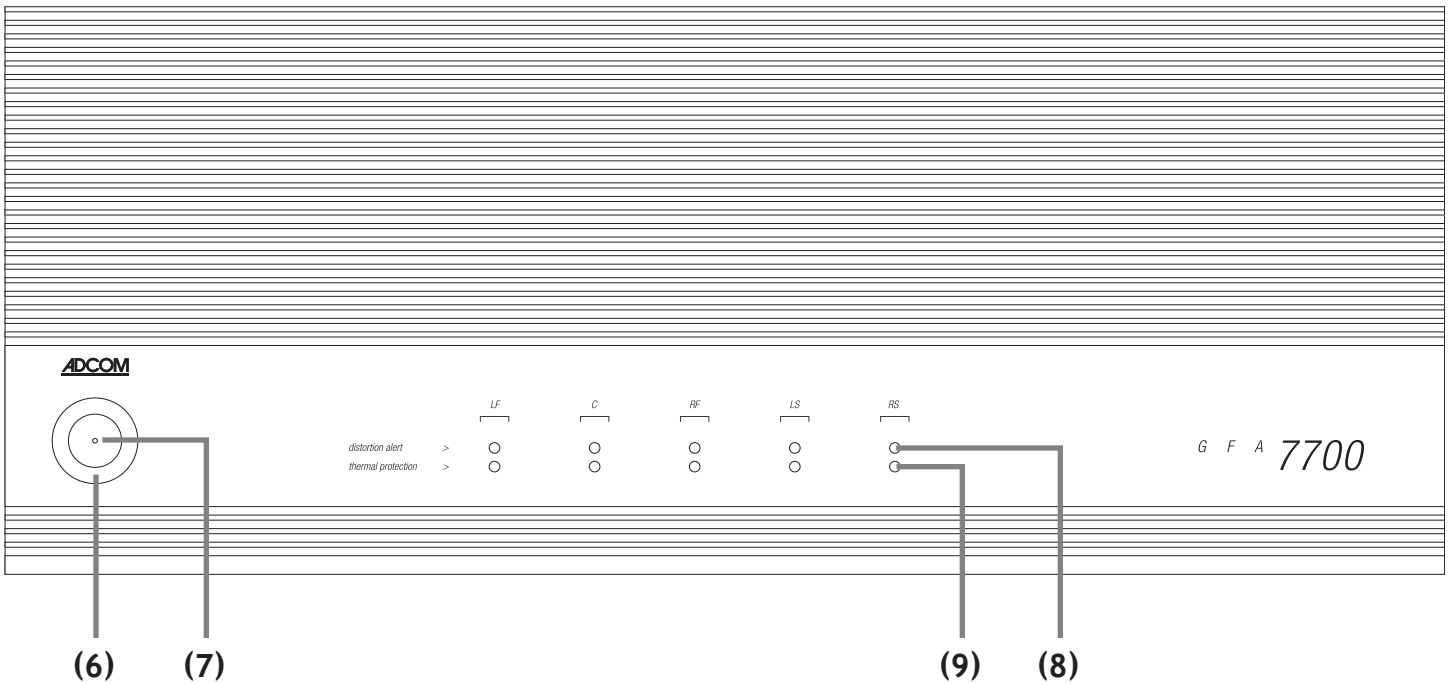 ADCOM
LF C RF LS RS
distortion alert >
thermal protection >
G F A 7700
(6) (7) (9) (8)